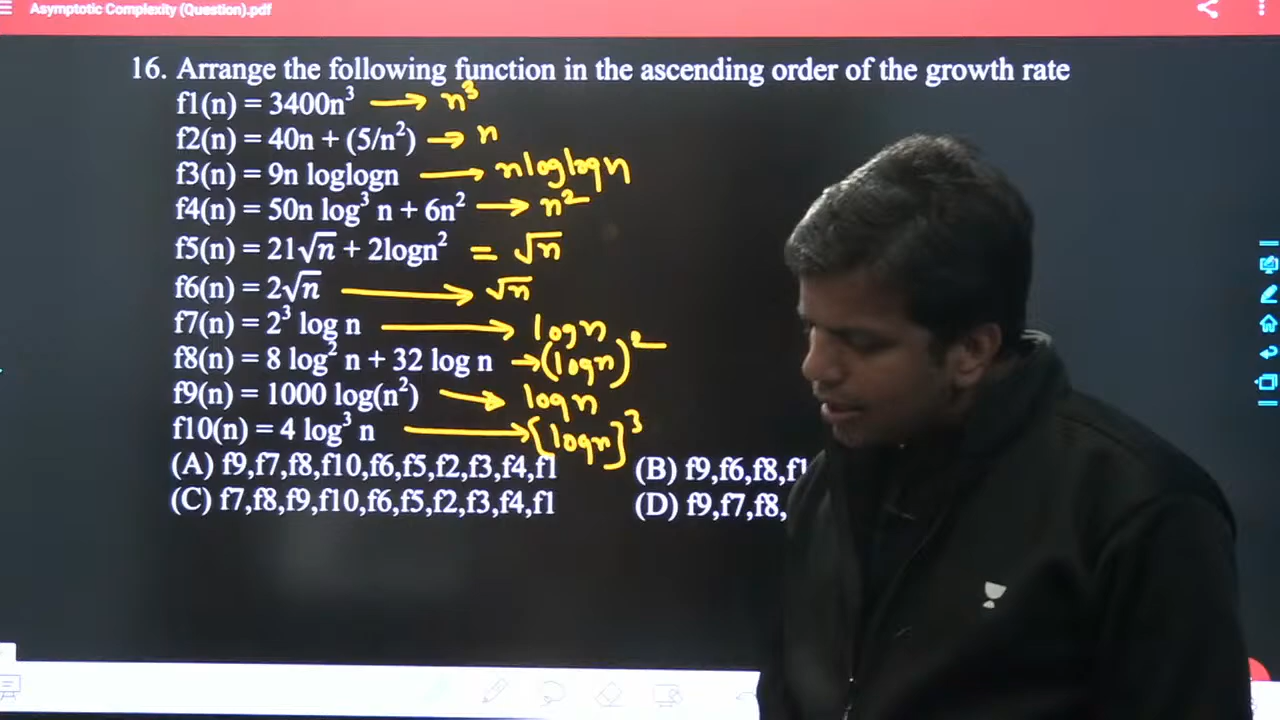 Asymptotic Complexity (Question).pdf
16. Arrange the following function in the ascending order of the growth rate
f1(n) = 3400n³ → n³
f2(n) = 40n + (5/n²) → n
f3(n) = 9n loglogn → nloglogn
f4(n) = 50n log³ n + 6n² → n²
f5(n) = 21√n + 2logn² = √n
f6(n) = 2√n → √n
f7(n) = 2³ log n → logn
f8(n) = 8 log² n + 32 log n → (logn)²
f9(n) = 1000 log(n²) → logn
f10(n) = 4 log³ n → [logn]³
(A) f9,f7,f8,f10,f6,f5,f2,f3,f4,f1 (B) f9,f6,f8,f1
(C) f7,f8,f9,f10,f6,f5,f2,f3,f4,f1 (D) f9,f7,f8,